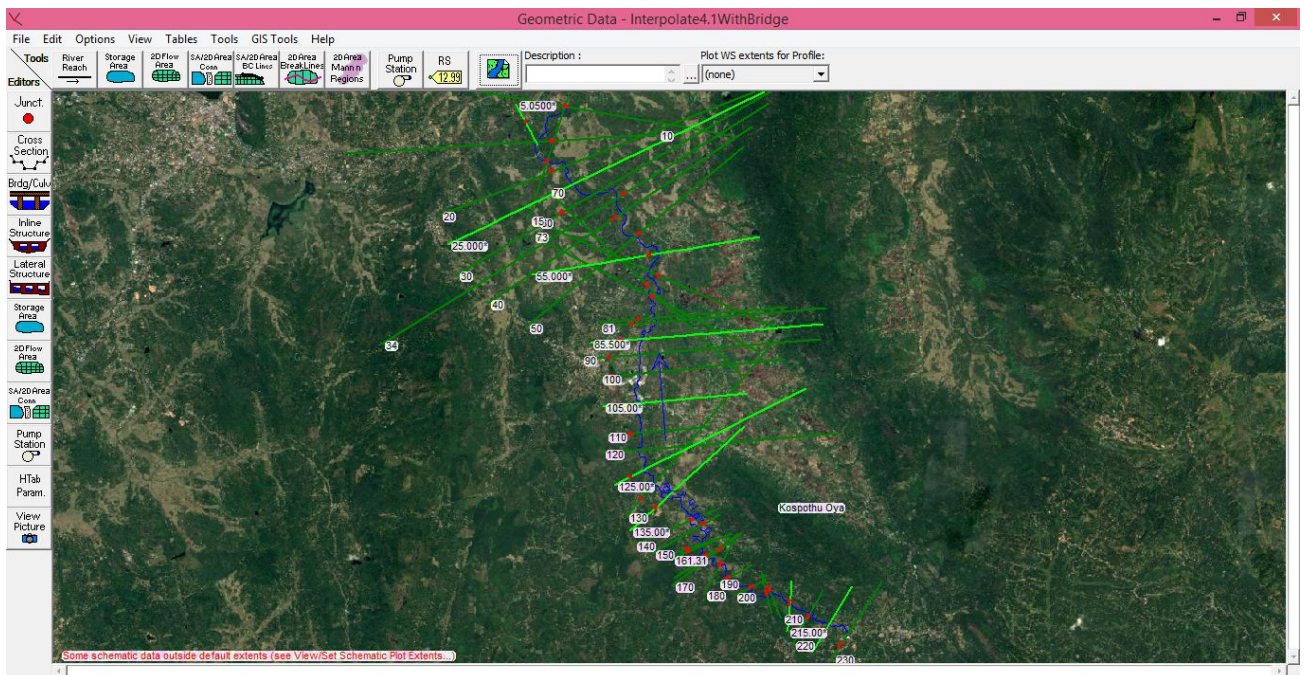 Geometric Data - Interpolate4.1WithBridge
File Edit Options View Tables Tools GIS Tools Help
Tools
Editors
River Reach
Storage Area
2D Flow Area
SA/2D Area Conn
SA/2D Area BC Lines
2D Area BreakLines
2D Area Mann n Regions
Pump Station
RS
12.99
Description :
...
Plot WS extents for Profile:
(none)
Junct.
Cross Section
Brdg/Culv
Inline Structure
Lateral Structure
Storage Area
2D Flow Area
SA/2D Area Conn
Pump Station
HTab Param.
View Picture
5.0500*
10
70
20
15
73
25.000*
30
55.000*
40
50
81
34
85.500*
90
100
105.00*
110
120
125.00*
Kospothu Oya
130
135.00*
140
150
161.31
170
190
180
200
210
215.00*
220
230
Some schematic data outside default extents (see View/Set Schematic Plot Extents...)